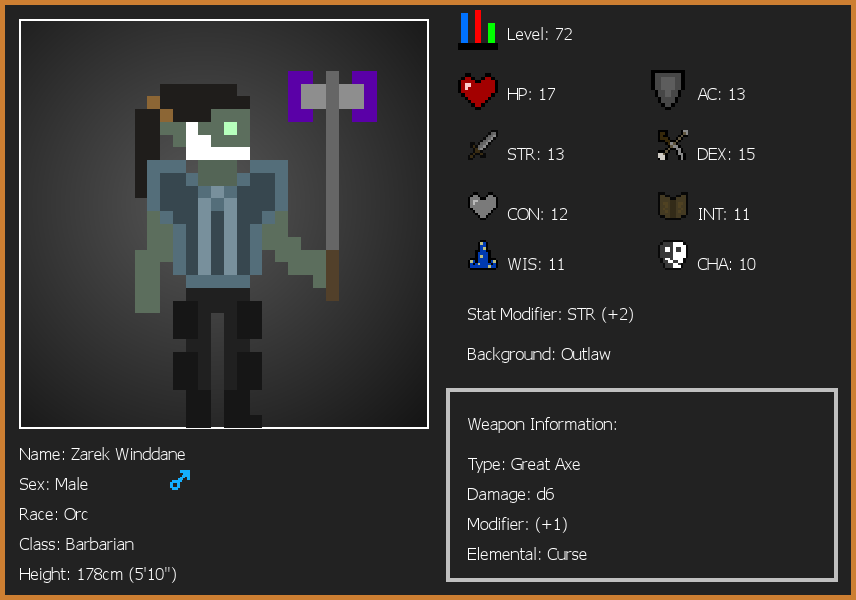 Level: 72
HP: 17
AC: 13
STR: 13
DEX: 15
CON: 12
INT: 11
WIS: 11
CHA: 10
Stat Modifier: STR (+2)
Background: Outlaw
Weapon Information:
Type: Great Axe
Damage: d6
Modifier: (+1)
Elemental: Curse
Name: Zarek Winddane
Sex: Male
Race: Orc
Class: Barbarian
Height: 178cm (5'10")